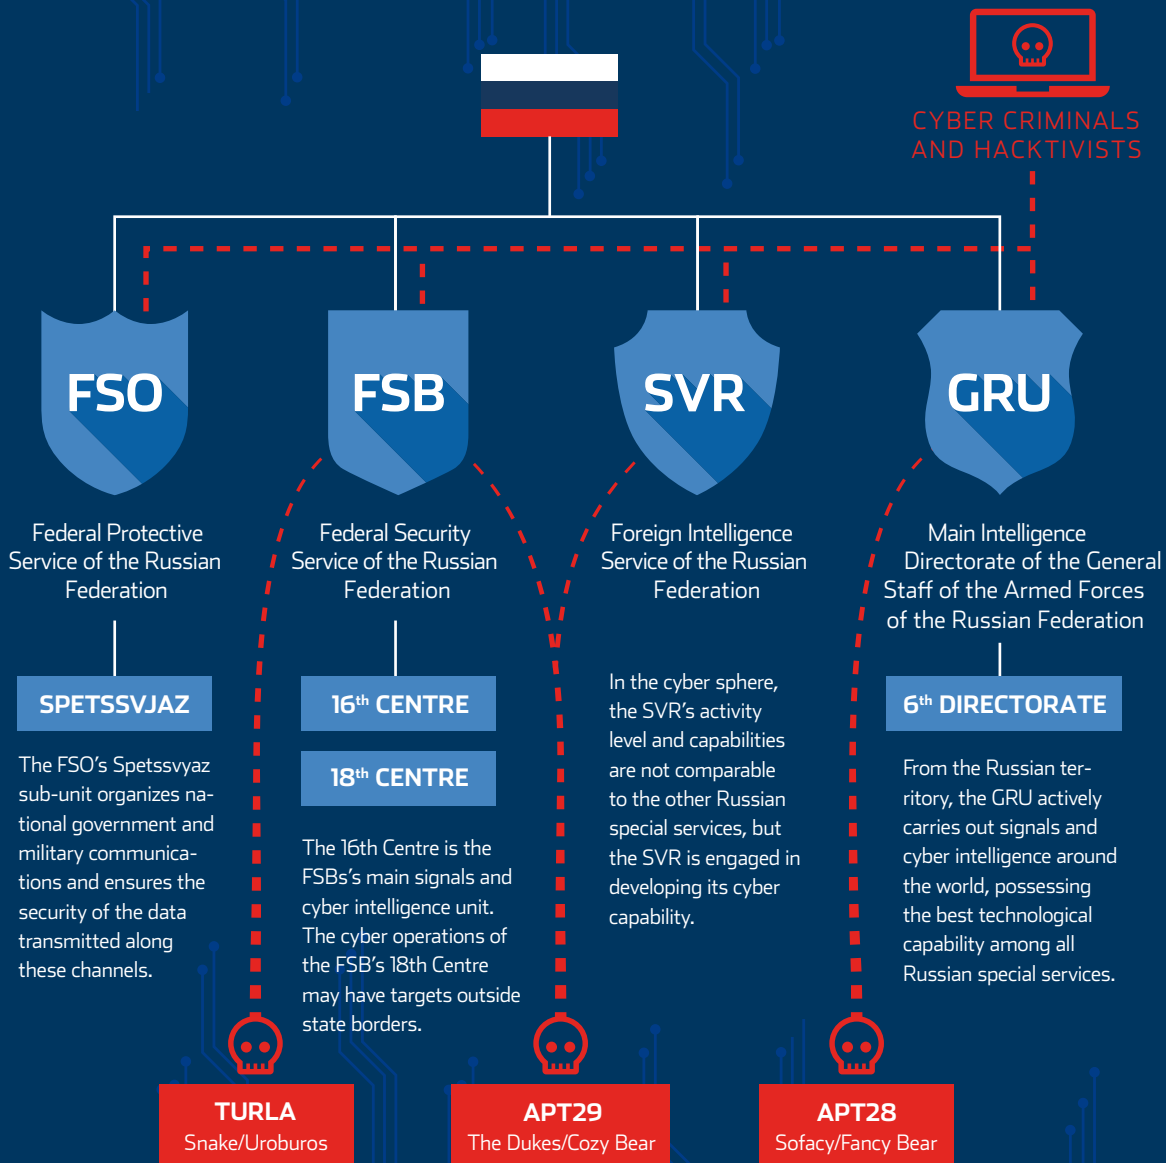 CYBER CRIMINALS
AND HACKTIVISTS
FSO
Federal Protective
Service of the Russian
Federation
SPETSSVJAZ
The FSO's Spetssvyaz
sub-unit organizes na-
tional government and
military communica-
tions and ensures the
security of the data
transmitted along
these channels.
FSB
Federal Security
Service of the Russian
Federation
16th CENTRE
18th CENTRE
The 16th Centre is the
FSBs's main signals and
cyber intelligence unit.
The cyber operations of
the FSB's 18th Centre
may have targets outside
state borders.
SVR
Foreign Intelligence
Service of the Russian
Federation
In the cyber sphere,
the SVR's activity
level and capabilities
are not comparable
to the other Russian
special services, but
the SVR is engaged in
developing its cyber
capability.
GRU
Main Intelligence
Directorate of the General
Staff of the Armed Forces
of the Russian Federation
6th DIRECTORATE
From the Russian ter-
ritory, the GRU actively
carries out signals and
cyber intelligence around
the world, possessing
the best technological
capability among all
Russian special services.
TURLA
Snake/Uroburos
APT29
The Dukes/Cozy Bear
APT28
Sofacy/Fancy Bear